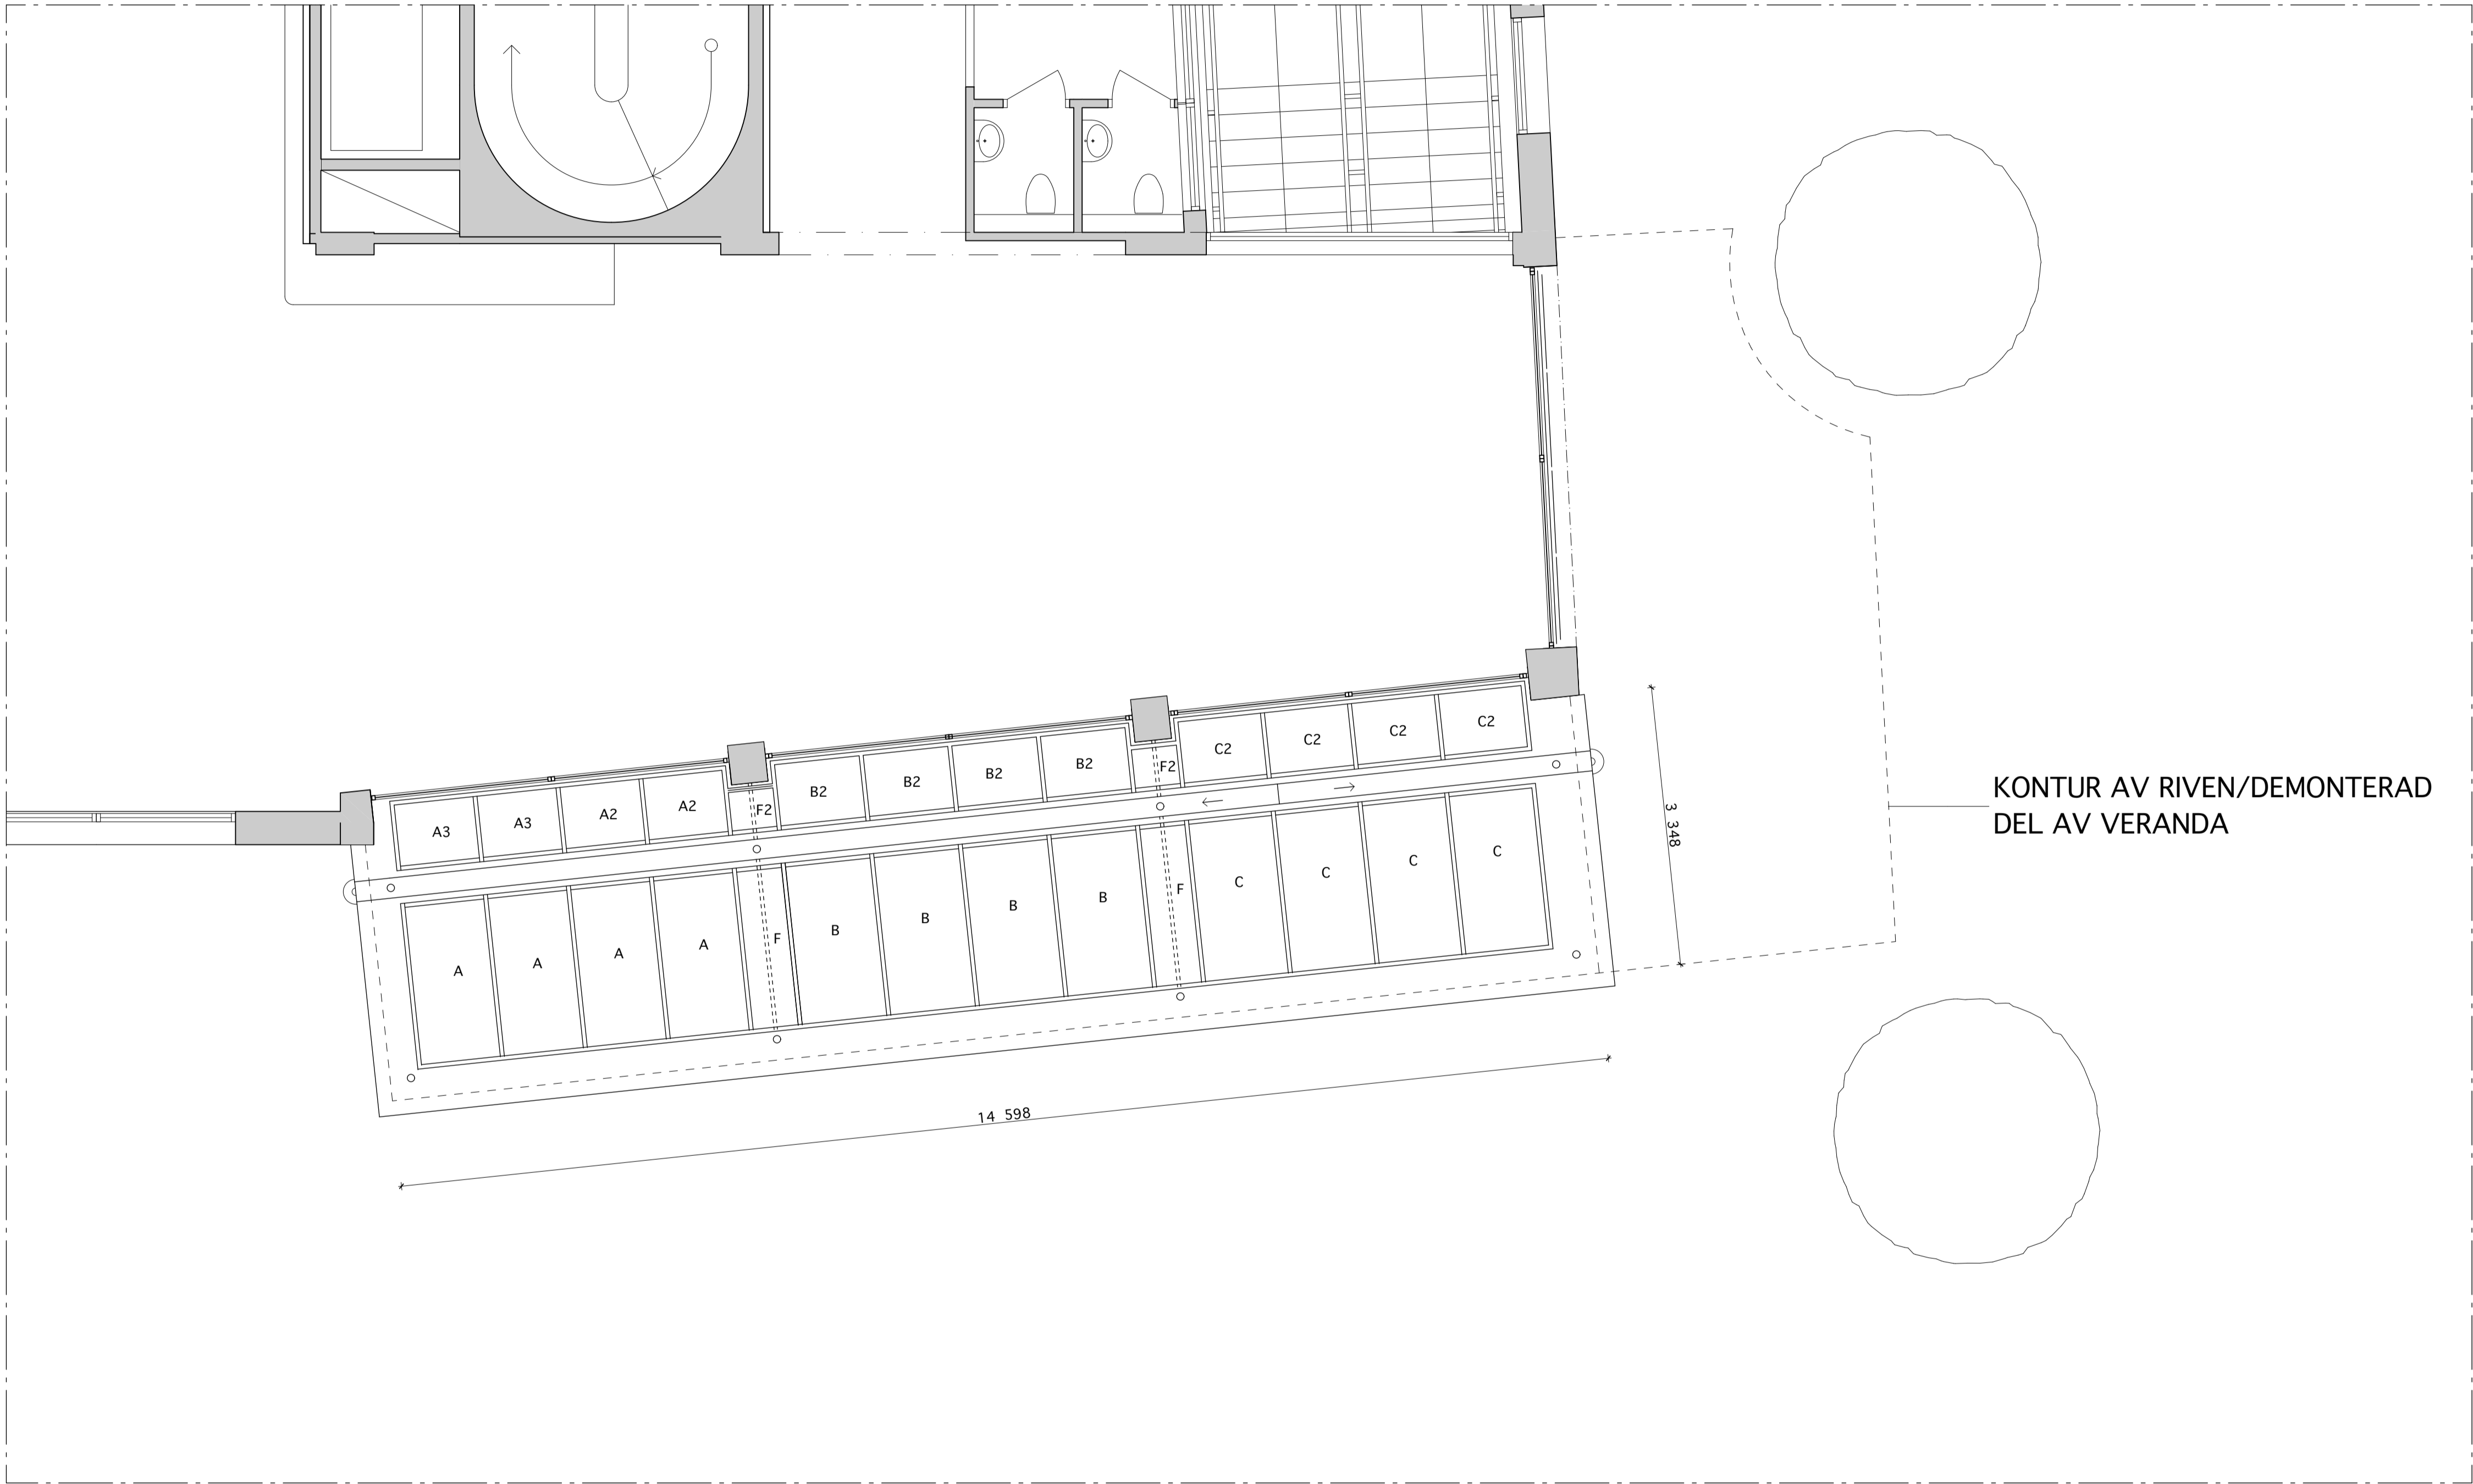 A3 A3 A2 A2 F2 B2 B2 B2 B2 F2 C2 C2 C2 C2
A A A A F B B B B F C C C C
3 348
KONTUR AV RIVEN/DEMONTERAD
DEL AV VERANDA
14 598